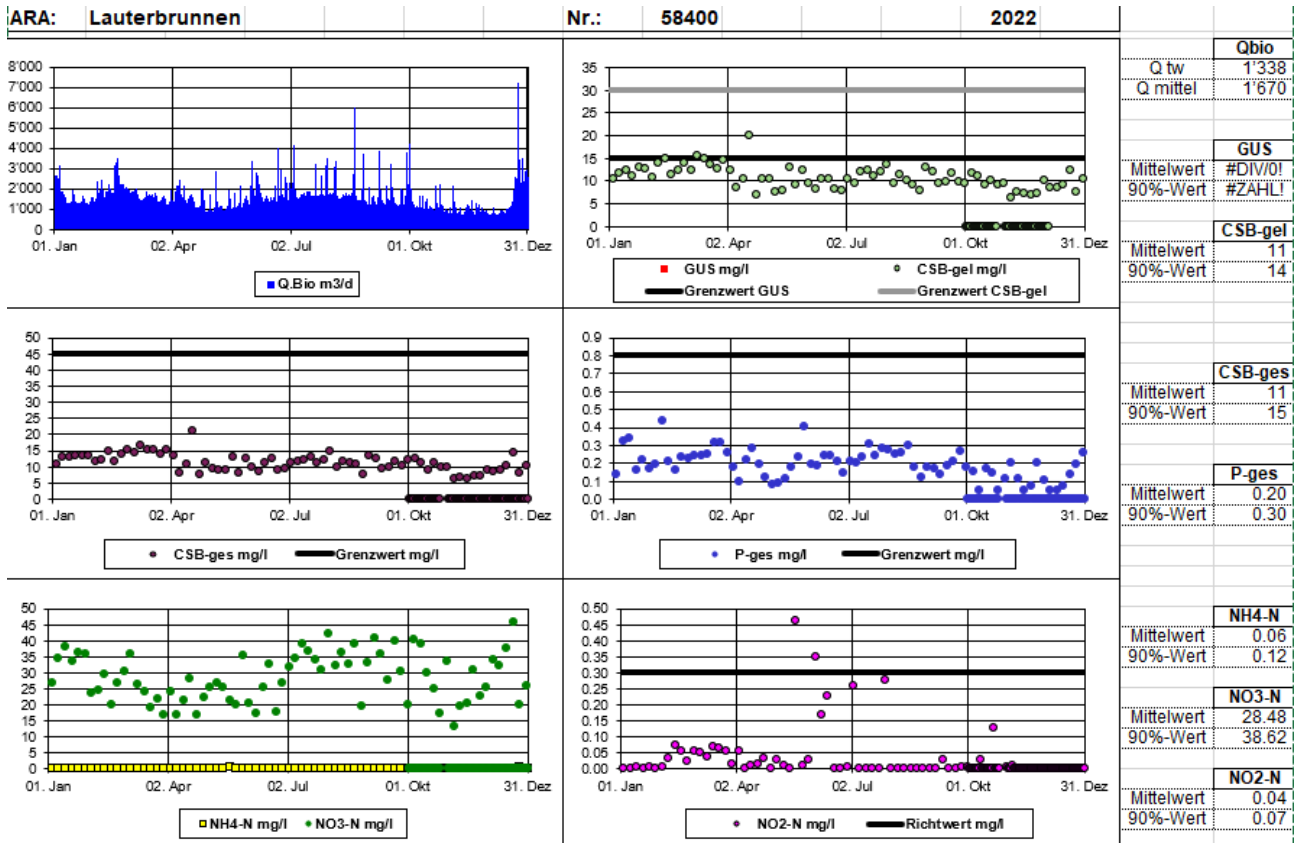 ARA: Lauterbrunnen Nr.: 58400 2022
8'000
7'000
6'000
5'000
4'000
3'000
2'000
1'000
0
01. Jan 02. Apr 02. Jul 01. Okt 31. Dez
Q.Bio m3/d
35
30
25
20
15
10
5
0
01. Jan 02. Apr 02. Jul 01. Okt 31. Dez
GUS mg/l CSB-gel mg/l
Grenzwert GUS Grenzwert CSB-gel
Qbio
Q tw 1'338
Q mittel 1'670
GUS
Mittelwert #DIV/0!
90%-Wert #ZAHL!
CSB-gel
Mittelwert 11
90%-Wert 14
50
45
40
35
30
25
20
15
10
5
0
01. Jan 02. Apr 02. Jul 01. Okt 31. Dez
CSB-ges mg/l Grenzwert mg/l
0.9
0.8
0.7
0.6
0.5
0.4
0.3
0.2
0.1
0.0
01. Jan 02. Apr 02. Jul 01. Okt 31. Dez
P-ges mg/l Grenzwert mg/l
CSB-ges
Mittelwert 11
90%-Wert 15
P-ges
Mittelwert 0.20
90%-Wert 0.30
50
45
40
35
30
25
20
15
10
5
0
01. Jan 02. Apr 02. Jul 01. Okt 31. Dez
NH4-N mg/l NO3-N mg/l
0.50
0.45
0.40
0.35
0.30
0.25
0.20
0.15
0.10
0.05
0.00
01. Jan 02. Apr 02. Jul 01. Okt 31. Dez
NO2-N mg/l Richtwert mg/l
NH4-N
Mittelwert 0.06
90%-Wert 0.12
NO3-N
Mittelwert 28.48
90%-Wert 38.62
NO2-N
Mittelwert 0.04
90%-Wert 0.07